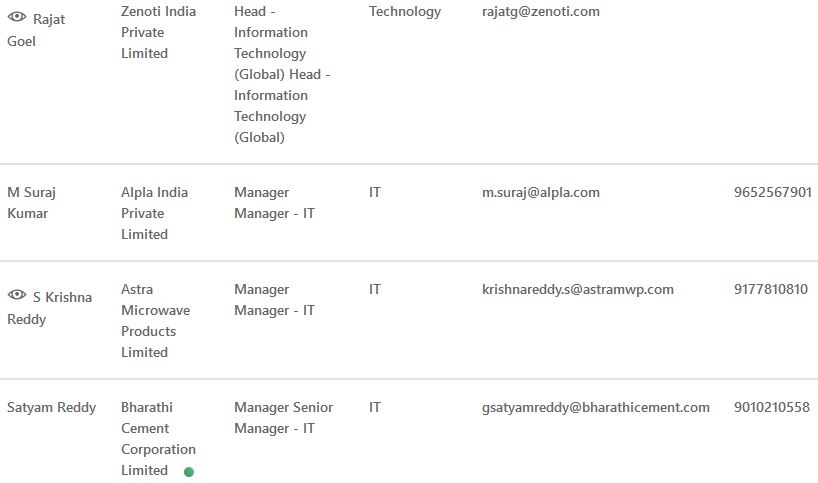 Rajat
Goel
Zenoti India
Private
Limited
Head -
Information
Technology
(Global) Head -
Information
Technology
(Global)
Technology
rajatg@zenoti.com
M Suraj
Kumar
Alpla India
Private
Limited
Manager
Manager - IT
IT
m.suraj@alpla.com
9652567901
S Krishna
Reddy
Astra
Microwave
Products
Limited
Manager
Manager - IT
IT
krishnareddy.s@astramwp.com
9177810810
Satyam Reddy
Bharathi
Cement
Corporation
Limited
Manager Senior
Manager - IT
IT
gsatyamreddy@bharathicement.com
9010210558